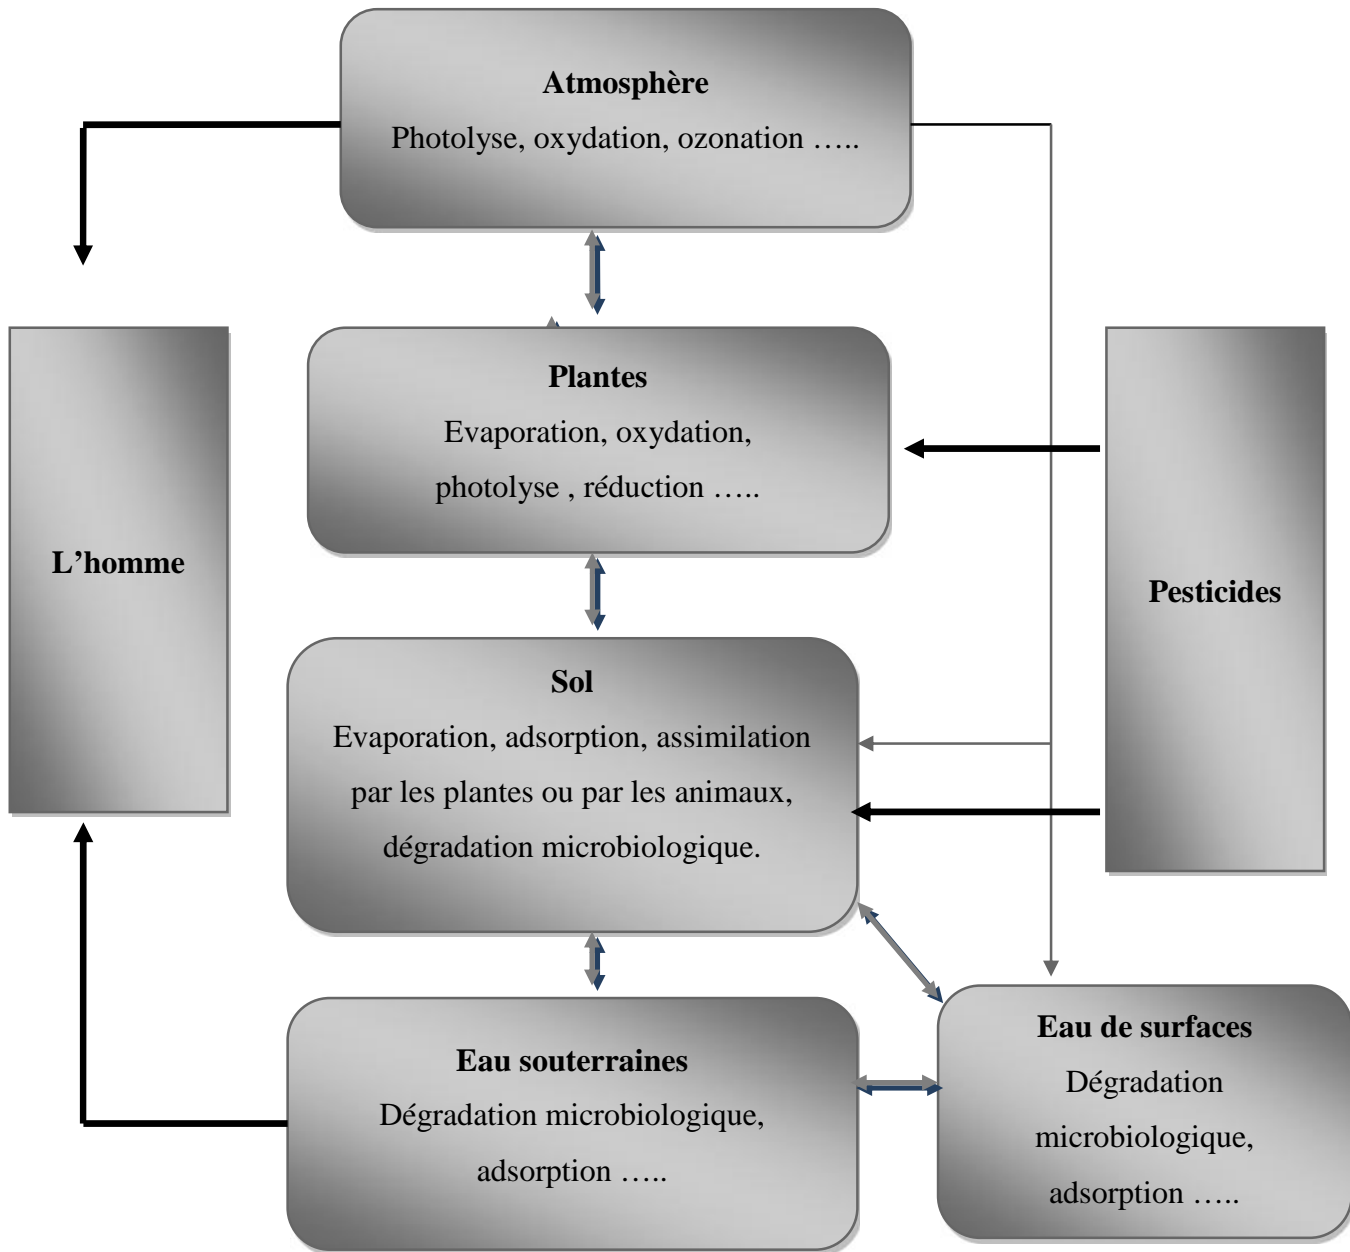 Atmosphère
Photolyse, oxydation, ozonation …..
Plantes
Evaporation, oxydation,
photolyse , réduction …..
L’homme
Pesticides
Sol
Evaporation, adsorption, assimilation
par les plantes ou par les animaux,
dégradation microbiologique.
Eau souterraines
Dégradation microbiologique,
adsorption …..
Eau de surfaces
Dégradation
microbiologique,
adsorption …..